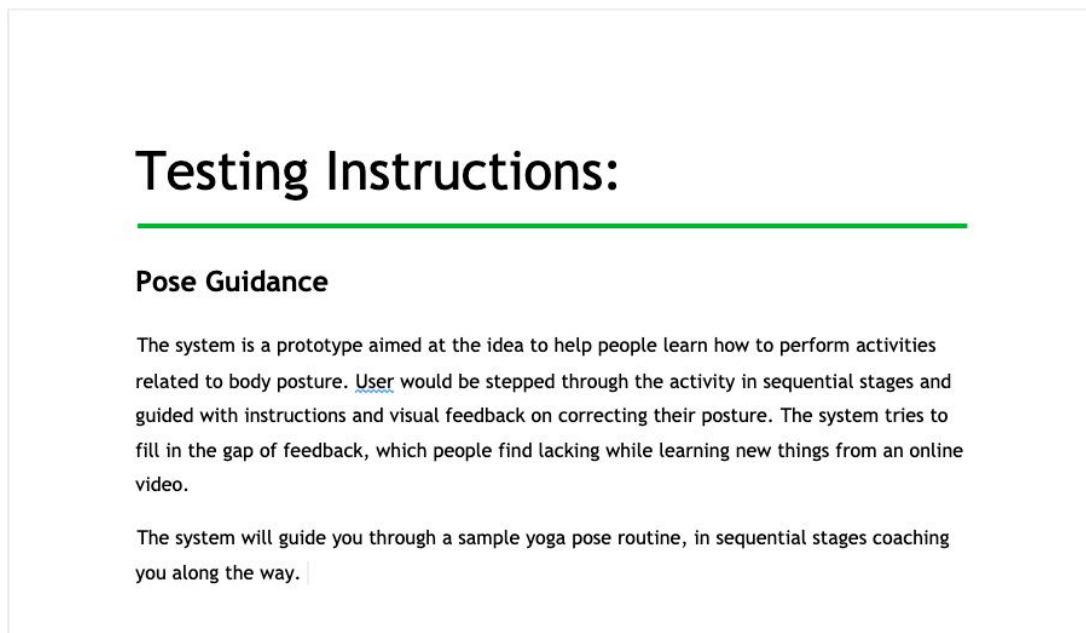 Testing Instructions:
Pose Guidance
The system is a prototype aimed at the idea to help people learn how to perform activities
related to body posture. User would be stepped through the activity in sequential stages and
guided with instructions and visual feedback on correcting their posture. The system tries to
fill in the gap of feedback, which people find lacking while learning new things from an online
video.
The system will guide you through a sample yoga pose routine, in sequential stages coaching
you along the way.